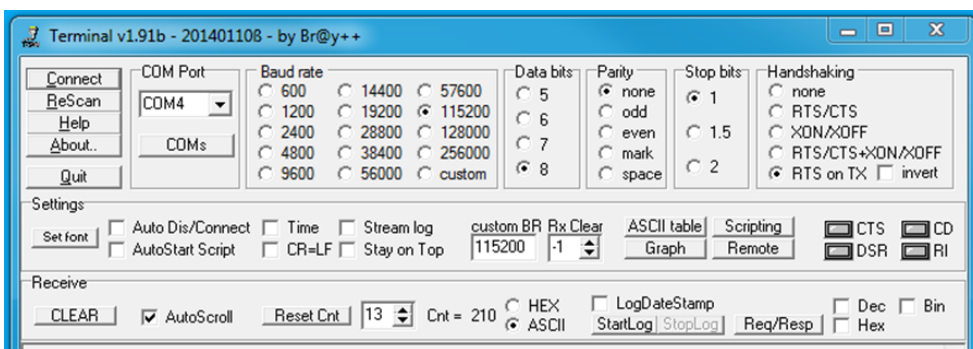 Terminal v1.91b - 20140110ß - by Br@y++
Connect
ReScan
Help
About..
Quit
COM Port
COM4
COMs
Baud rate
600 14400 57600
1200 19200 115200
2400 28800 128000
4800 38400 256000
9600 56000 custom
Data bits
5
6
7
8
Parity
none
odd
even
mark
space
Stop bits
1
1.5
2
Handshaking
none
RTS/CTS
XON/XOFF
RTS/CTS+XON/XOFF
RTS on TX invert
Settings
Set font
Auto Dis/Connect Time Stream log
AutoStart Script CR=LF Stay on Top
custom BR Rx Clear
115200 -1
ASCII table Scripting
Graph Remote
CTS CD
DSR RI
Receive
CLEAR AutoScroll Reset Cnt 13 Cnt = 210
HEX
ASCII
LogDateStamp
StartLog StopLog Req/Resp
Dec Bin
Hex